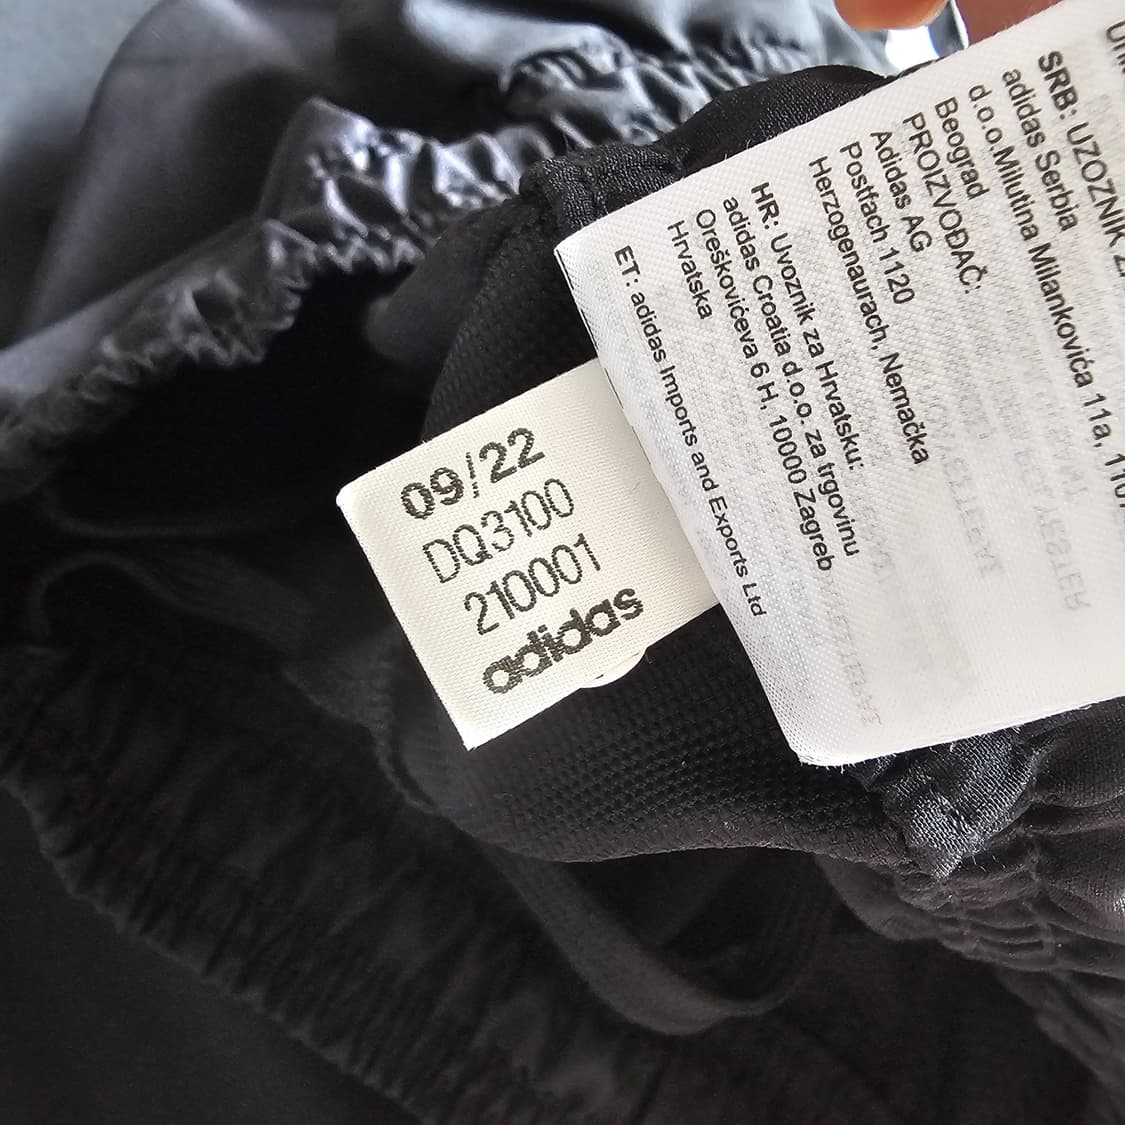 09/22
DQ3100
210001
adidas
SRB: UZOZNIK
adidas Serbia
d.o.o.Milutina Milankovića 11a,
Beograd
PROIZVOĐAČ:
Adidas AG
Postfach 1120
Herzogenaurach, Nemačka
HR: Uvoznik za Hrvatsku:
adidas Croatia d.o.o. za trgovinu
Oreškovićeva 6 H, 10000 Zagreb
Hrvatska
ET: adidas Imports and Exports Ltd